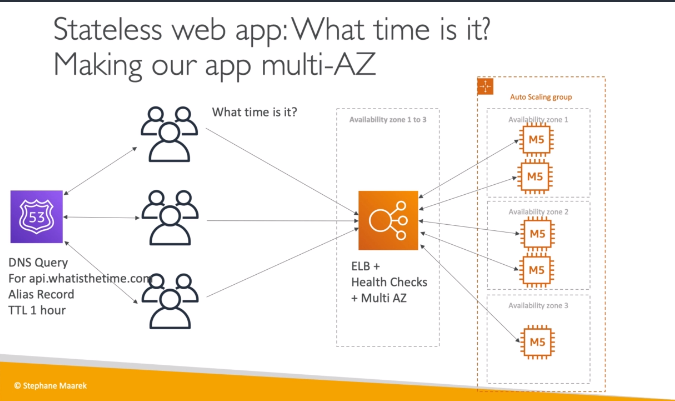 Stateless web app: What time is it?
Making our app multi-AZ
What time is it?
Availability zone 1 to 3
Auto Scaling group
Availability zone 1
M5
M5
Availability zone 2
M5
M5
Availability zone 3
M5
53
DNS Query
For api.whatisthetime.com
Alias Record
TTL 1 hour
ELB +
Health Checks
+ Multi AZ
© Stephane Maarek